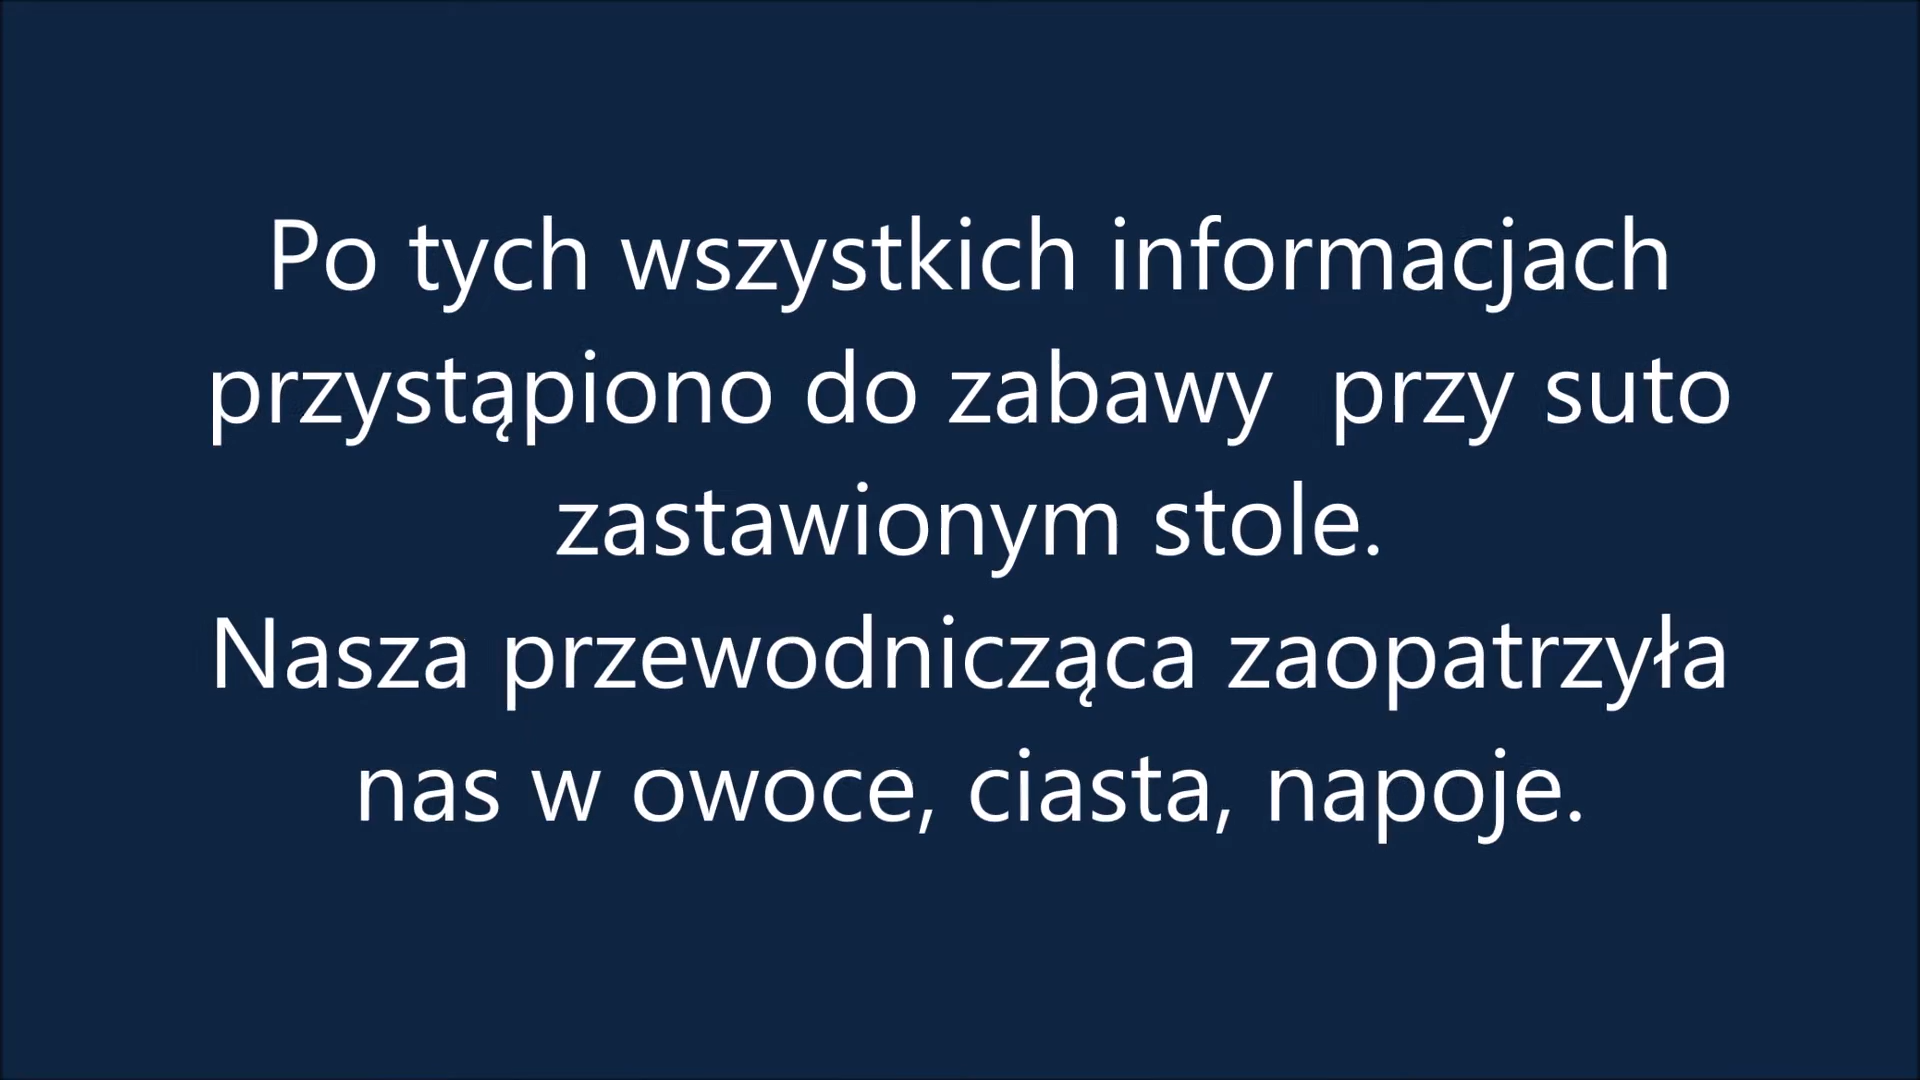 Po tych wszystkich informacjach
przystąpiono do zabawy  przy suto
zastawionym stole.
Nasza przewodnicząca zaopatrzyła
nas w owoce, ciasta, napoje.